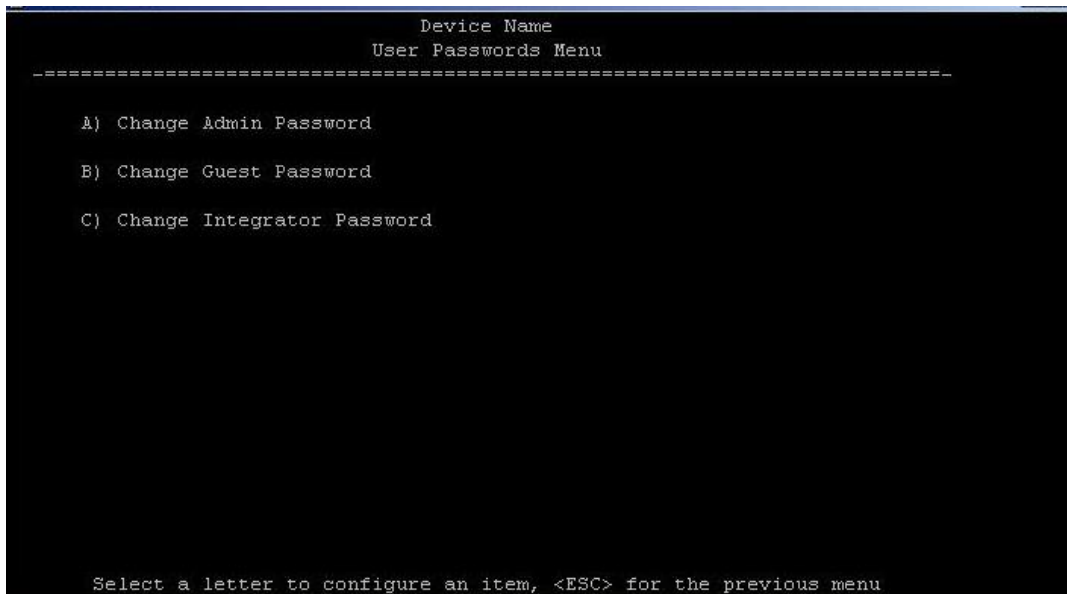 Device Name
User Passwords Menu
-===========================================================================-
A) Change Admin Password
B) Change Guest Password
C) Change Integrator Password
Select a letter to configure an item, <ESC> for the previous menu